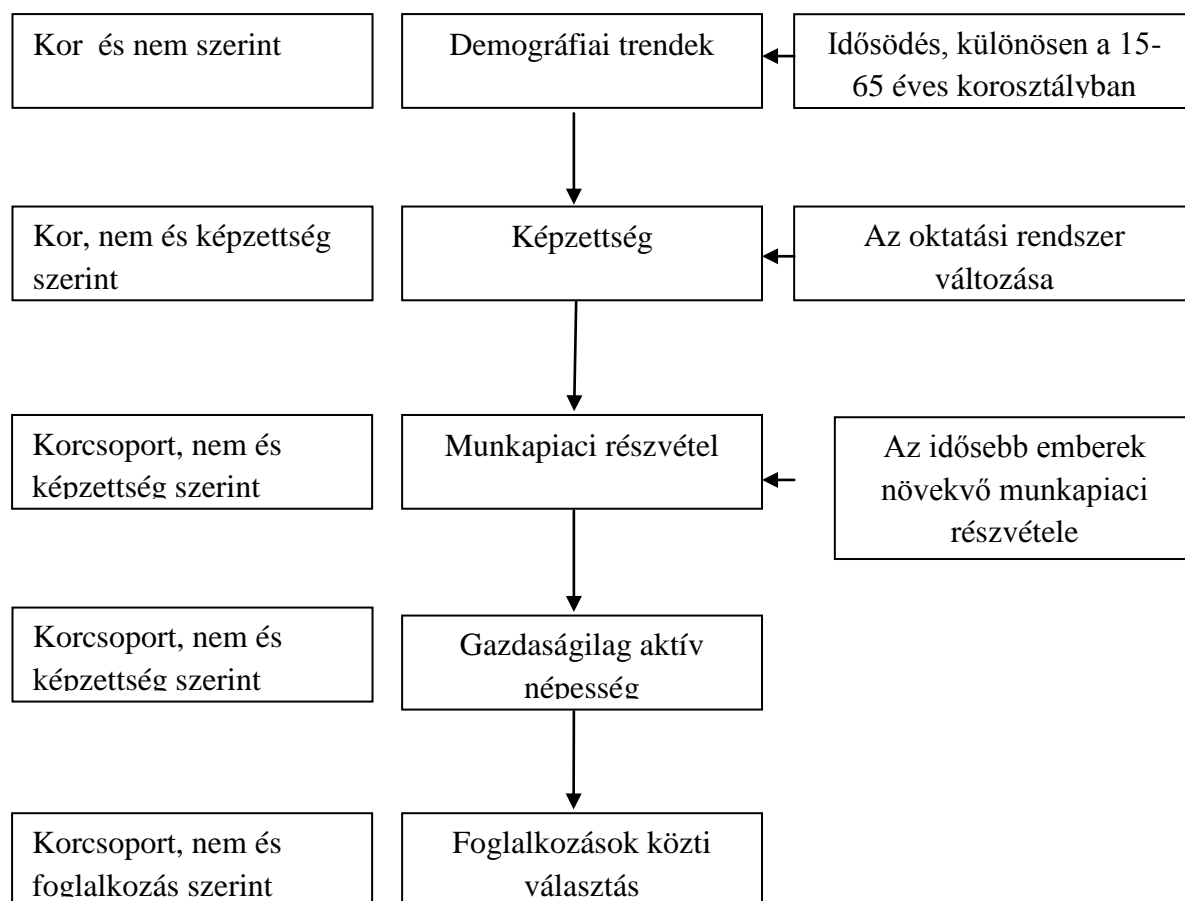 Kor és nem szerint
Demográfiai trendek
Idősödés, különösen a 15-
65 éves korosztályban
Kor, nem és képzettség
szerint
Képzettség
Az oktatási rendszer
változása
Korcsoport, nem és
képzettség szerint
Munkapiaci részvétel
Az idősebb emberek
növekvő munkapiaci
részvétele
Korcsoport, nem és
képzettség szerint
Gazdaságilag aktív
népesség
Korcsoport, nem és
foglalkozás szerint
Foglalkozások közti
választás